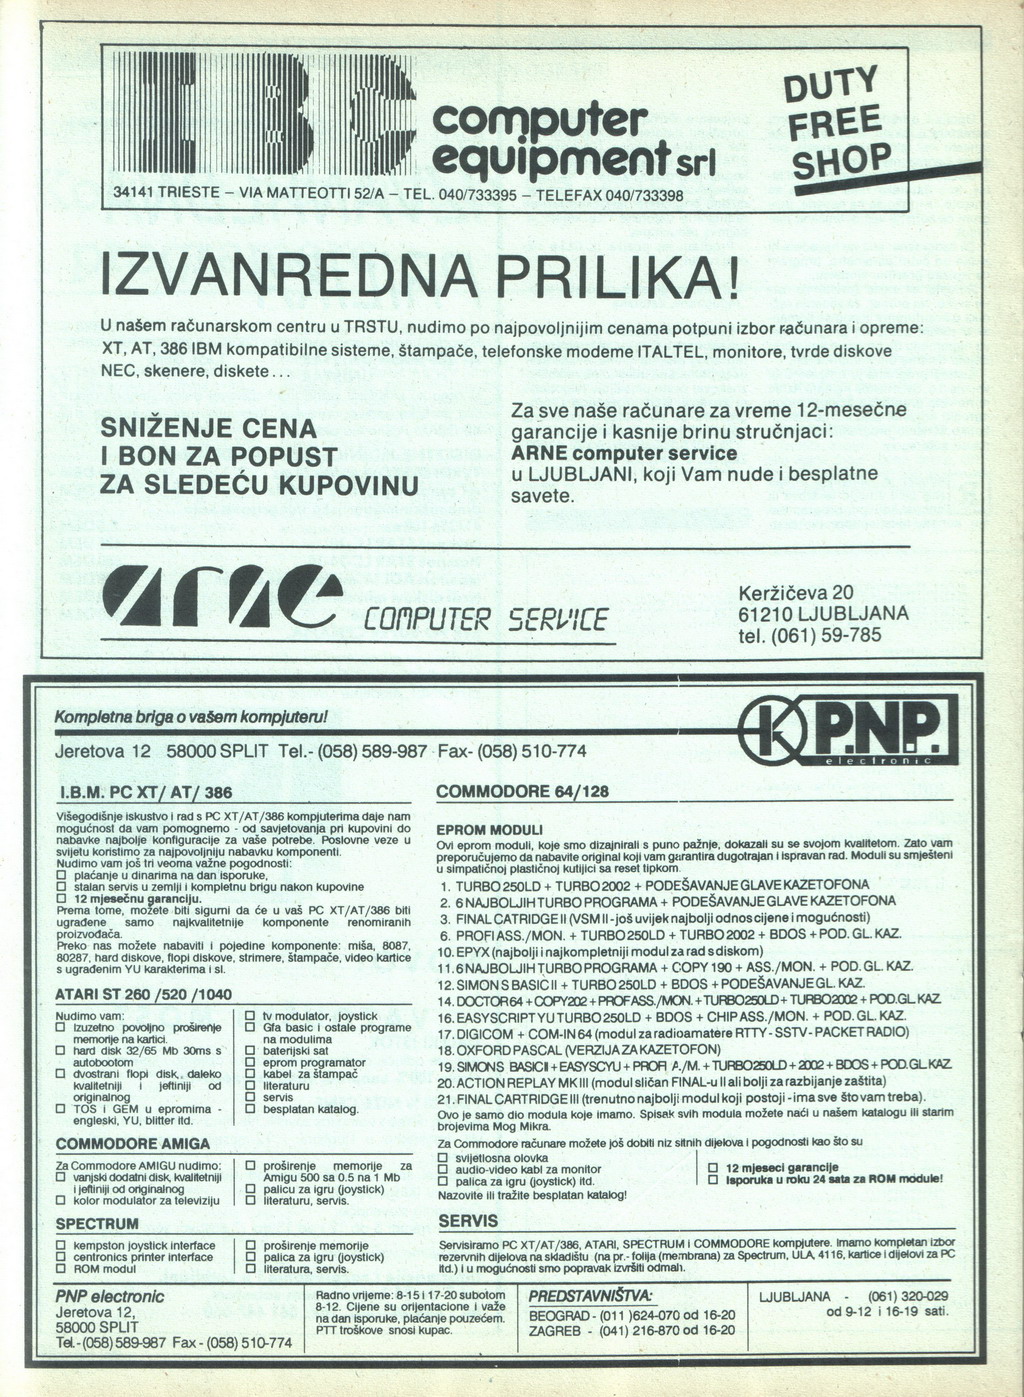 IBC computer
equipment srl
DUTY
FREE
SHOP
34141 TRIESTE – VIA MATTEOTTI 52/A – TEL. 040/733395 – TELEFAX 040/733398
IZVANREDNA PRILIKA!
U našem računarskom centru u TRSTU, nudimo po najpovoljnijim cenama potpuni izbor računara i opreme:
XT, AT, 386 IBM kompatibilne sisteme, štampače, telefonske modeme ITALTEL, monitore, tvrde diskove
NEC, skenere, diskete...
SNIŽENJE CENA
I BON ZA POPUST
ZA SLEDEĆU KUPOVINU
Za sve naše računare za vreme 12-mesečne
garancije i kasnije brinu stručnjaci:
ARNE computer service
u LJUBLJANI, koji Vam nude i besplatne
savete.
arne COMPUTER SERVICE
Keržičeva 20
61210 LJUBLJANA
tel. (061) 59-785
Kompletna briga o vašem kompjuteru!
K P.N.P.
electronic
Jeretova 12 58000 SPLIT Tel.- (058) 589-987 Fax- (058) 510-774
I.B.M. PC XT/ AT/ 386
Višegodišnje iskustvo i rad s PC XT/AT/386 kompjuterima daje nam
mogućnost da vam pomognemo - od savjetovanja pri kupovini do
nabavke najbolje konfiguracije za vaše potrebe. Poslovne veze u
svijetu koristimo za najpovoljniju nabavku komponenti.
Nudimo vam još tri veoma važne pogodnosti:
□ plaćanje u dinarima na dan isporuke,
□ stalan servis u zemlji i kompletnu brigu nakon kupovine
□ 12 mjesečnu garanciju.
Prema tome, možete biti sigurni da će u vaš PC XT/AT/386 biti
ugrađene samo najkvalitetnije komponente renomiranih
proizvođača.
Preko nas možete nabaviti i pojedine komponente: miša, 8087,
80287, hard diskove, flopi diskove, strimere, štampače, video kartice
s ugrađenim YU karakterima i sl.
ATARI ST 260 /520 /1040
Nudimo vam:
□ Izuzetno povoljno proširenje
memorije na kartici.
□ hard disk 32/65 Mb 30ms s
autobootom
□ dvostrani flopi disk, daleko
kvalitetniji i jeftiniji od
originalnog
□ TOS i GEM u epromima -
engleski, YU, blitter itd.
□ tv modulator, joystick
□ Gfa basic i ostale programe
na modulima
□ baterijski sat
□ eprom programator
□ kabel za štampač
□ literaturu
□ servis
□ besplatan katalog.
COMMODORE AMIGA
Za Commodore AMIGU nudimo:
□ vanjski dodatni disk, kvalitetniji
i jeftiniji od originalnog
□ kolor modulator za televiziju
□ proširenje memorije za
Amigu 500 sa 0.5 na 1 Mb
□ palicu za igru (joystick)
□ literaturu, servis.
SPECTRUM
□ kempston joystick interface
□ centronics printer interface
□ ROM modul
□ proširenje memorije
□ palica za igru (joystick)
□ literatura, servis.
COMMODORE 64/128
EPROM MODULI
Ovi eprom moduli, koje smo dizajnirali s puno pažnje, dokazali su se svojom kvalitetom. Zato vam
preporučujemo da nabavite original koji vam garantira dugotrajan i ispravan rad. Moduli su smješteni
u simpatičnoj plastičnoj kutijici sa reset tipkom.
1. TURBO 250LD + TURBO 2002 + PODEŠAVANJE GLAVE KAZETOFONA
2. 6 NAJBOLJIH TURBO PROGRAMA + PODEŠAVANJE GLAVE KAZETOFONA
3. FINAL CATRIDGE II (VSM II - još uvijek najbolji odnos cijene i mogućnosti)
6. PROFI ASS./MON. + TURBO 250LD + TURBO 2002 + BDOS + POD. GL. KAZ.
10. EPYX (najbolji i najkompletniji modul za rad s diskom)
11. 6 NAJBOLJIH TURBO PROGRAMA + COPY 190 + ASS./MON. + POD. GL. KAZ.
12. SIMON S BASIC II + TURBO 250LD + BDOS + PODEŠAVANJE GL. KAZ.
14. DOCTOR 64 + COPY202 + PROF ASS./MON. + TURBO250LD + TURBO2002 + POD.GL.KAZ.
16. EASYSCRIPT YU TURBO 250LD + BDOS + CHIP ASS./MON. + POD. GL. KAZ.
17. DIGICOM + COM-IN 64 (modul za radioamatere RTTY - SSTV - PACKET RADIO)
18. OXFORD PASCAL (VERZIJA ZA KAZETOFON)
19. SIMONS BASIC II + EASYSCYU + PROFI A./M. + TURBO250LD + 2002 + BDOS + POD.GL.KAZ.
20. ACTION REPLAY MK III (modul sličan FINAL-u II ali bolji za razbijanje zaštita)
21. FINAL CARTRIDGE III (trenutno najbolji modul koji postoji - ima sve što vam treba).
Ovo je samo dio modula koje imamo. Spisak svih modula možete naći u našem katalogu ili starim
brojevima Mog Mikra.
Za Commodore računare možete još dobiti niz sitnih dijelova i pogodnosti kao što su
□ svijetlosna olovka
□ audio-video kabl za monitor
□ palica za igru (joystick) itd.
Nazovite ili tražite besplatan katalog!
□ 12 mjeseci garancije
□ Isporuka u roku 24 sata za ROM module!
SERVIS
Servisiramo PC XT/AT/386, ATARI, SPECTRUM i COMMODORE kompjutere. Imamo kompletan izbor
rezervnih dijelova na skladištu (na pr.- folija (membrana) za Spectrum, ULA, 4116, kartice i dijelovi za PC
itd.) i u mogućnosti smo popravak izvršiti odmah.
PNP electronic
Jeretova 12,
58000 SPLIT
Tel.-(058) 589-987 Fax - (058) 510-774
Radno vrijeme: 8-15 i 17-20 subotom
8-12. Cijene su orijentacione i važe
na dan isporuke, plaćanje pouzećem.
PTT troškove snosi kupac.
PREDSTAVNIŠTVA:
BEOGRAD - (011 )624-070 od 16-20
ZAGREB - (041) 216-870 od 16-20
LJUBLJANA - (061) 320-029
od 9-12 i 16-19 sati.